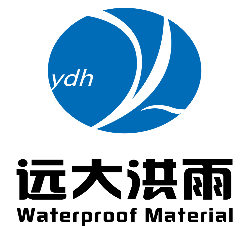 ydh
远大洪雨
Waterproof Material